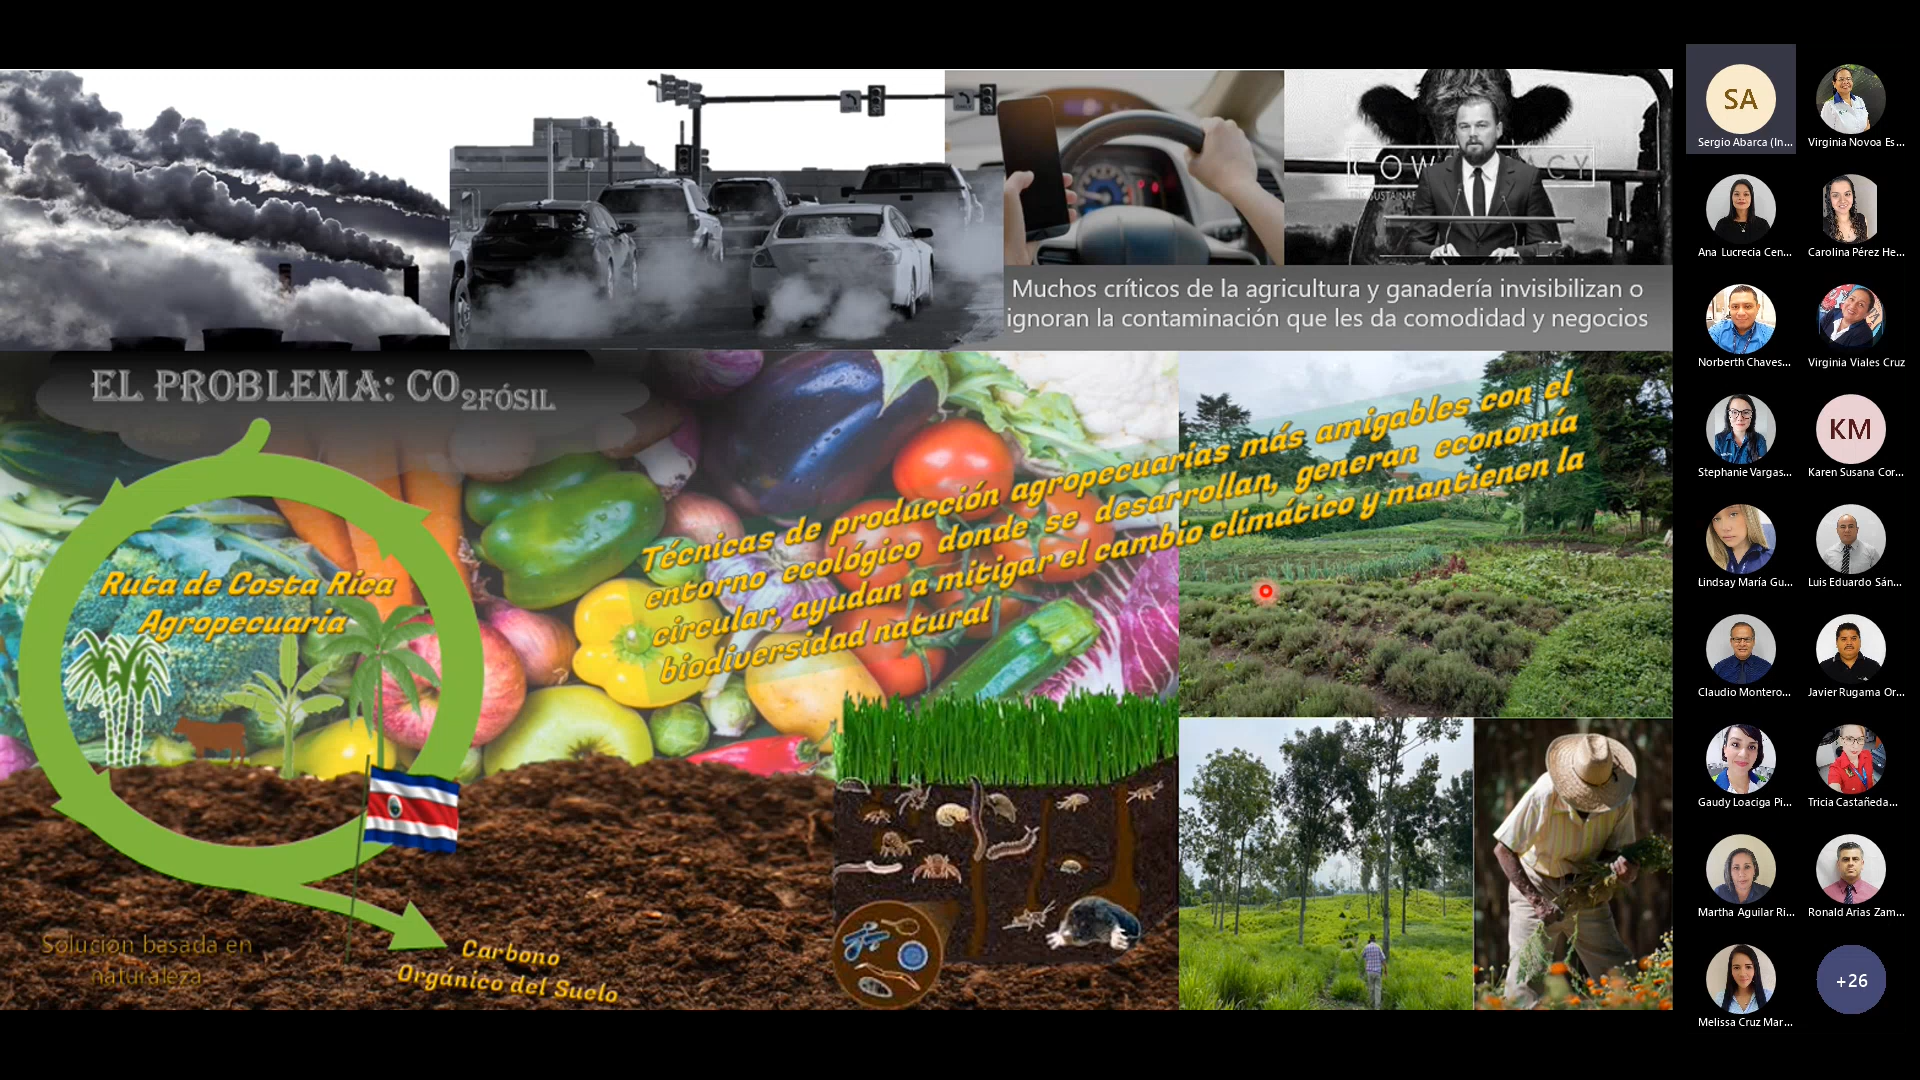 COW
CY
SUSTAINAB
Muchos críticos de la agricultura y ganadería invisibilizan o
ignoran la contaminación que les da comodidad y negocios
EL PROBLEMA: CO2FÓSIL
Técnicas de producción agropecuarias más amigables con el
entorno ecológico donde se desarrollan, generan economía
circular, ayudan a mitigar el cambio climático y mantienen la
biodiversidad natural
Ruta de Costa Rica
Agropecuaria
Solución basada en
naturaleza
Carbono
Orgánico del Suelo
SA
Sergio Abarca (In...
Virginia Novoa Es...
Ana Lucrecia Cen...
Carolina Pérez He...
Norberth Chaves...
Virginia Viales Cruz
Stephanie Vargas...
KM
Karen Susana Cor...
Lindsay María Gu...
Luis Eduardo Sán...
Claudio Montero...
Javier Rugama Or...
Gaudy Loaciga Pi...
Tricia Castañeda...
Martha Aguilar Ri...
Ronald Arias Zam...
Melissa Cruz Mar...
+26